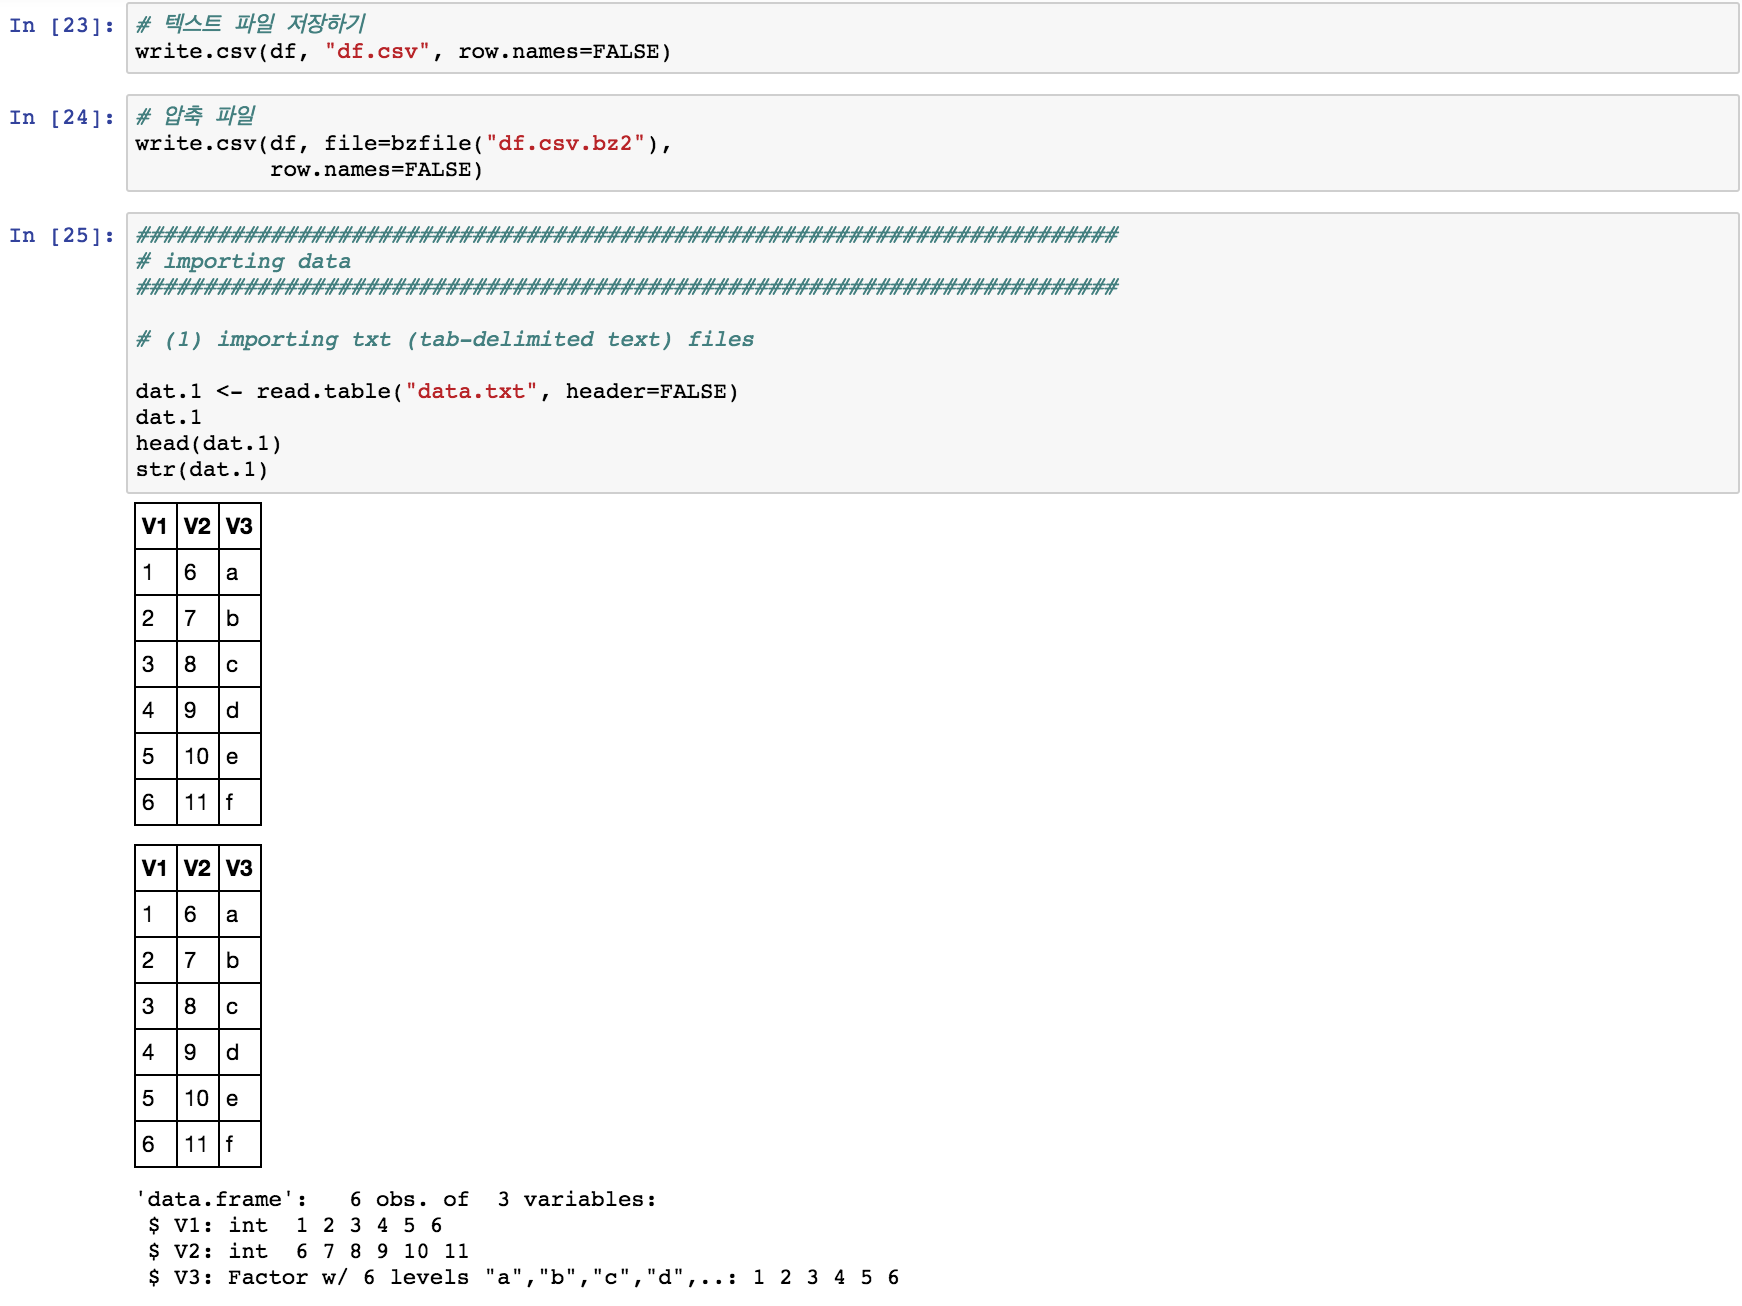 In [23]: # 텍스트 파일 저장하기
write.csv(df, "df.csv", row.names=FALSE)
In [24]: # 압축 파일
write.csv(df, file=bzfile("df.csv.bz2"),
          row.names=FALSE)
In [25]: #########################################################################
# importing data
#########################################################################
# (1) importing txt (tab-delimited text) files
dat.1 <- read.table("data.txt", header=FALSE)
dat.1
head(dat.1)
str(dat.1)
V1 V2 V3
1 6 a
2 7 b
3 8 c
4 9 d
5 10 e
6 11 f
V1 V2 V3
1 6 a
2 7 b
3 8 c
4 9 d
5 10 e
6 11 f
'data.frame':   6 obs. of  3 variables:
 $ V1: int  1 2 3 4 5 6
 $ V2: int  6 7 8 9 10 11
 $ V3: Factor w/ 6 levels "a","b","c","d",..: 1 2 3 4 5 6